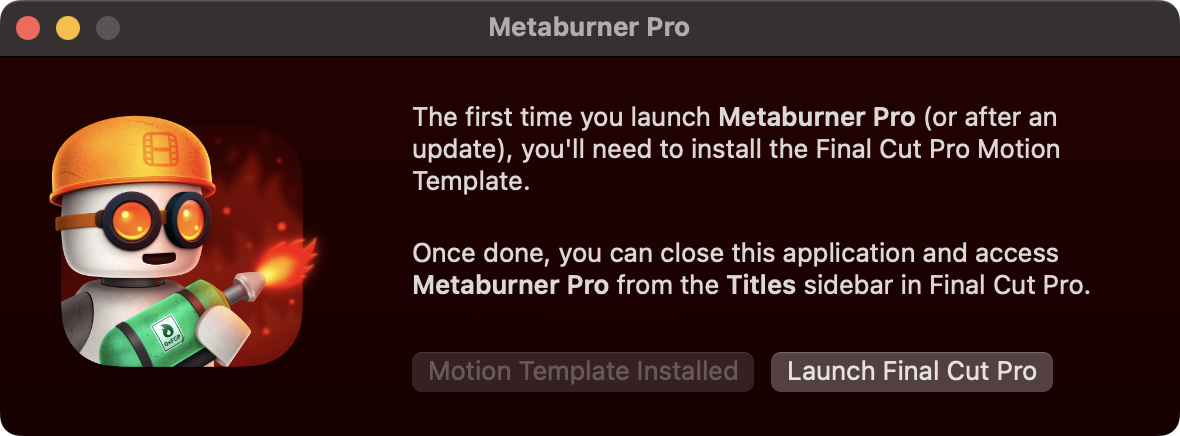 Metaburner Pro
The first time you launch Metaburner Pro (or after an
update), you'll need to install the Final Cut Pro Motion
Template.
Once done, you can close this application and access
Metaburner Pro from the Titles sidebar in Final Cut Pro.
0xFCP
Motion Template Installed
Launch Final Cut Pro